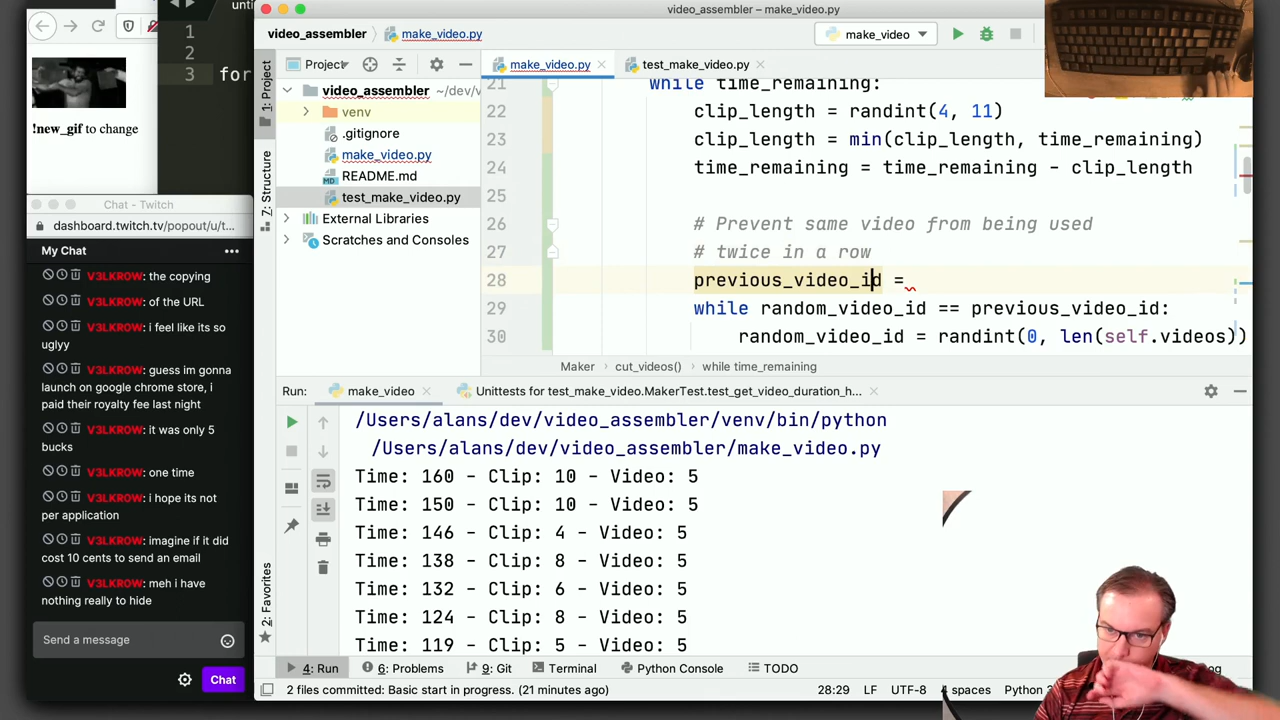 !new_gif to change
unti
1
2
3 for
Chat - Twitch
dashboard.twitch.tv/popout/u/t...
My Chat
V3LKR0W: the copying
V3LKR0W: of the URL
V3LKR0W: i feel like its so
uglyy
V3LKR0W: guess im gonna
launch on google chrome store, i
paid their royalty fee last night
V3LKR0W: it was only 5
bucks
V3LKR0W: one time
V3LKR0W: i hope its not
per application
V3LKR0W: imagine if it did
cost 10 cents to send an email
V3LKR0W: meh i have
nothing really to hide
Send a message
Chat
video_assembler – make_video.py
video_assembler
make_video.py
make_video
1: Project
7: Structure
2: Favorites
Project
video_assembler ~/dev/v
venv
.gitignore
make_video.py
README.md
test_make_video.py
External Libraries
Scratches and Consoles
make_video.py
test_make_video.py
21 while time_remaining:
22 clip_length = randint(4, 11)
23 clip_length = min(clip_length, time_remaining)
24 time_remaining = time_remaining - clip_length
25
26 # Prevent same video from being used
27 # twice in a row
28 previous_video_id =
29 while random_video_id == previous_video_id:
30 random_video_id = randint(0, len(self.videos))
Maker
cut_videos()
while time_remaining
Run:
make_video
Unittests for test_make_video.MakerTest.test_get_video_duration_h...
/Users/alans/dev/video_assembler/venv/bin/python
/Users/alans/dev/video_assembler/make_video.py
Time: 160 - Clip: 10 - Video: 5
Time: 150 - Clip: 10 - Video: 5
Time: 146 - Clip: 4 - Video: 5
Time: 138 - Clip: 8 - Video: 5
Time: 132 - Clip: 6 - Video: 5
Time: 124 - Clip: 8 - Video: 5
Time: 119 - Clip: 5 - Video: 5
4: Run
6: Problems
9: Git
Terminal
Python Console
TODO
2 files committed: Basic start in progress. (21 minutes ago)
28:29
LF
UTF-8
4 spaces
Python